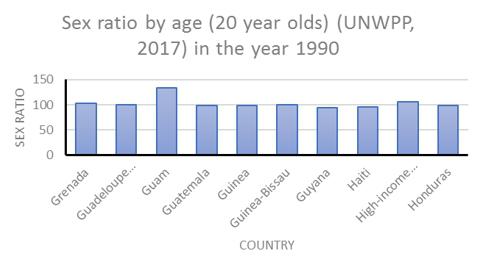 Sex ratio by age (20 year olds) (UNWPP,
2017) in the year 1990
150
100
50
0
SEX RATIO
Grenada
Guadeloupe...
Guam
Guatemala
Guinea
Guinea-Bissau
Guyana
Haiti
High-income...
Honduras
COUNTRY